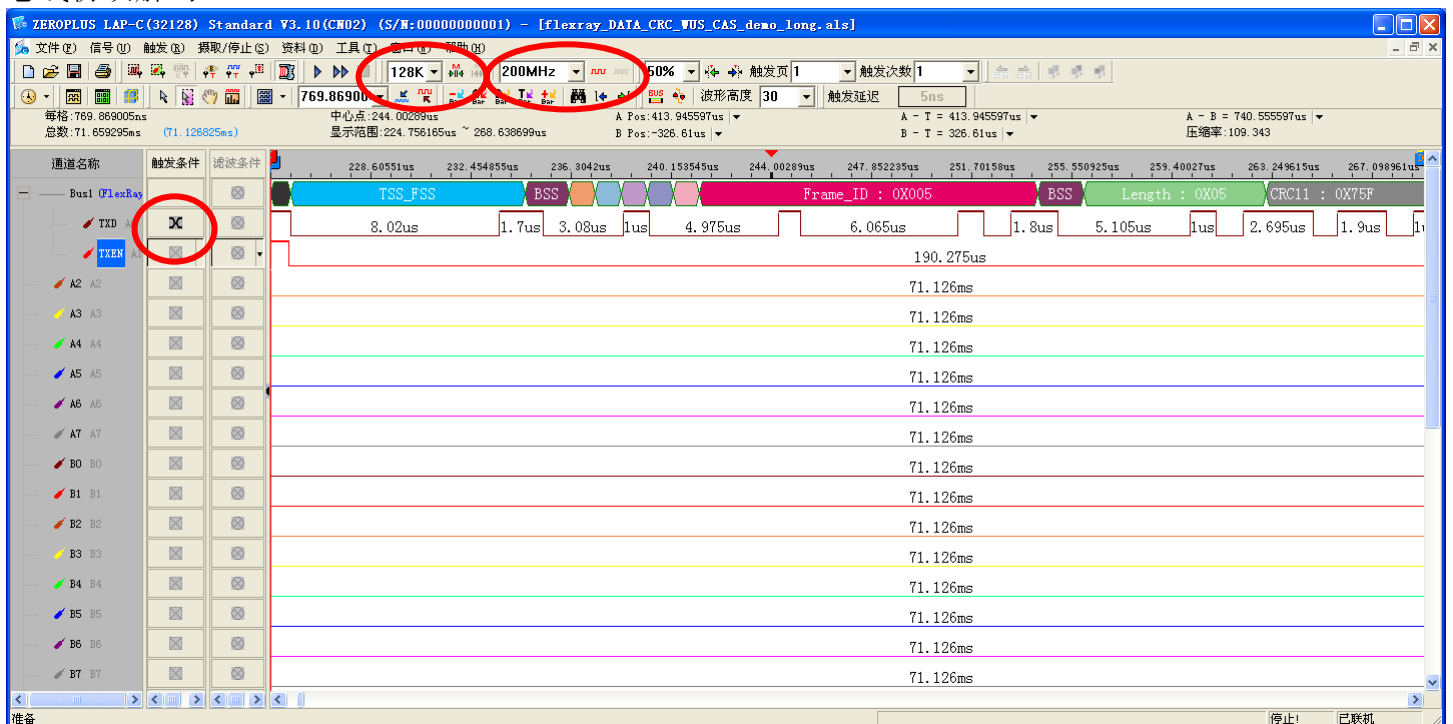 ZEROPLUS LAP-C(32128) Standard V3.10(CN02) (S/N:00000000001) - [flexray_DATA_CRC_WUS_CAS_demo_long.als]
文件(F) 信号(U) 触发(R) 摄取/停止(S) 资料(D) 工具(T) 窗口(W) 帮助(H)
128K 200MHz 50% 触发页 1 触发次数 1
769.86900 Bar Bar Bar Bar Bar BUS 波形高度 30 触发延迟 5ns
每格:769.869005ns 中心点:244.00289us A Pos:413.945597us A - T = 413.945597us A - B = 740.555597us
总数:71.659295ms (71.126825ms) 显示范围:224.756165us ~ 268.638699us B Pos:-326.61us B - T = 326.61us 压缩率:109.343
通道名称 触发条件 滤波条件 228.60551us 232.454855us 236.3042us 240.153545us 244.00289us 247.852235us 251.70158us 255.550925us 259.40027us 263.249615us 267.098961us
Bus1 (FlexRay TSS_FSS BSS Frame_ID : 0X005 BSS Length : 0X05 CRC11 : 0X75F
TXD 8.02us 1.7us 3.08us 1us 4.975us 6.065us 1.8us 5.105us 1us 2.695us 1.9us
TXEN A1 190.275us
A2 A2 71.126ms
A3 A3 71.126ms
A4 A4 71.126ms
A5 A5 71.126ms
A6 A6 71.126ms
A7 A7 71.126ms
B0 B0 71.126ms
B1 B1 71.126ms
B2 B2 71.126ms
B3 B3 71.126ms
B4 B4 71.126ms
B5 B5 71.126ms
B6 B6 71.126ms
B7 B7 71.126ms
准备 停止! 已联机